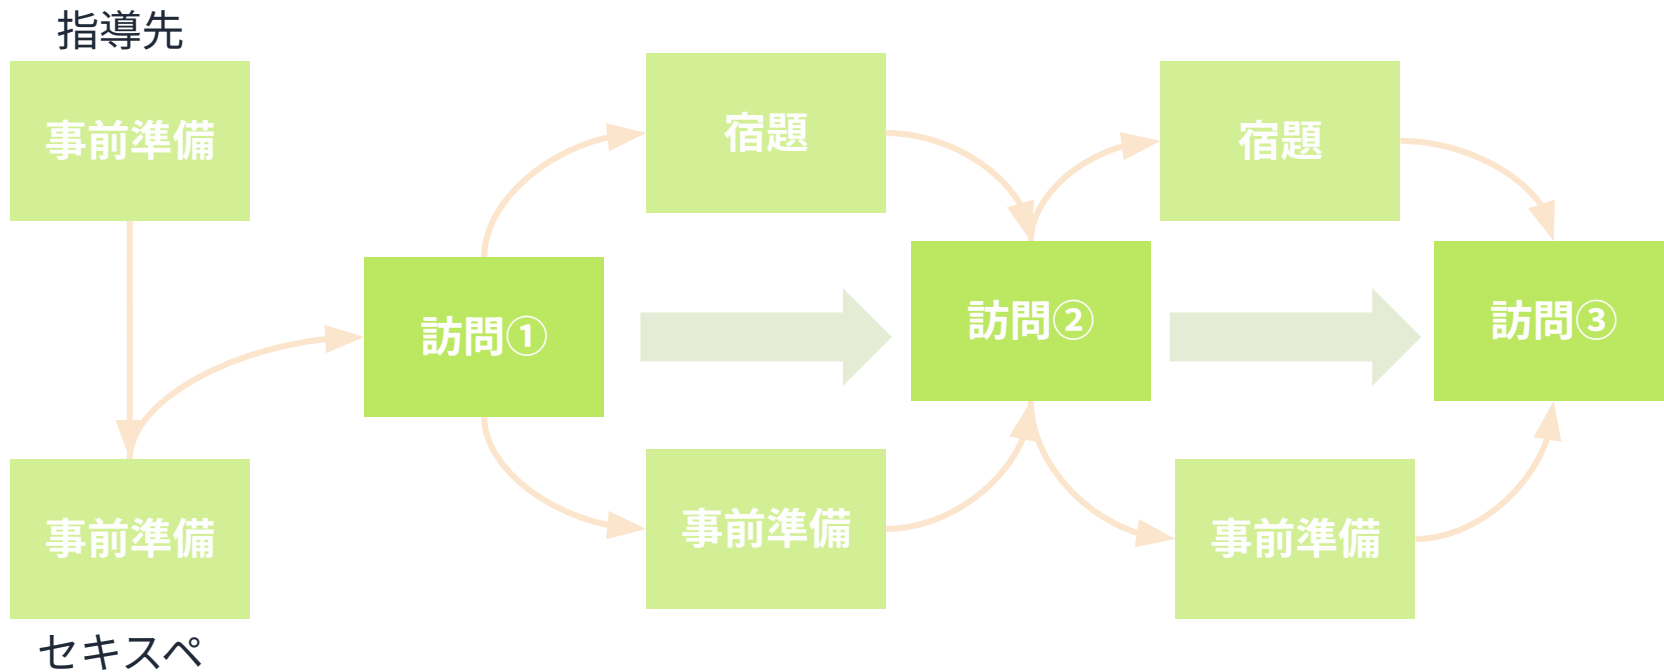 指導先
事前準備
宿題
宿題
訪問①
訪問②
訪問③
事前準備
事前準備
事前準備
セキスペ